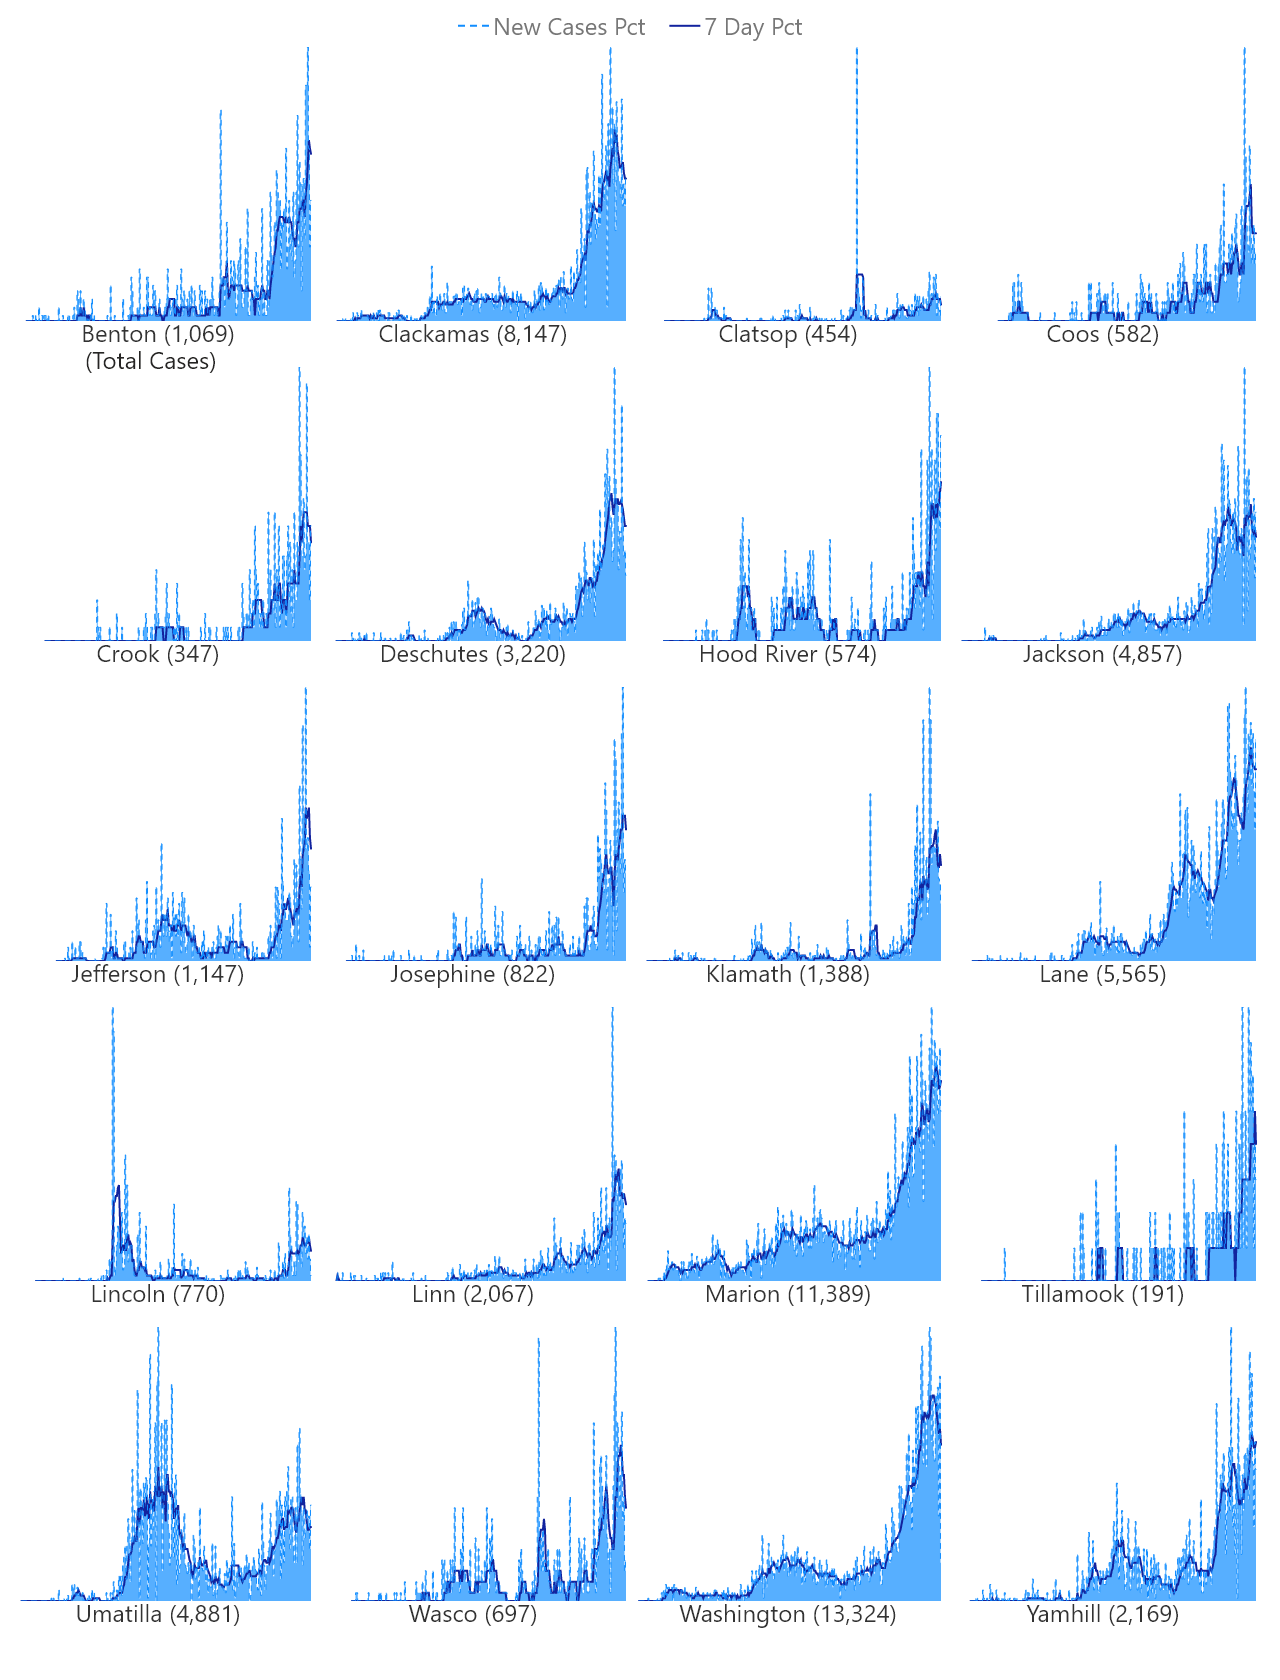 New Cases Pct 7 Day Pct
Benton (1,069) Clackamas (8,147) Clatsop (454) Coos (582)
(Total Cases)
Crook (347) Deschutes (3,220) Hood River (574) Jackson (4,857)
Jefferson (1,147) Josephine (822) Klamath (1,388) Lane (5,565)
Lincoln (770) Linn (2,067) Marion (11,389) Tillamook (191)
Umatilla (4,881) Wasco (697) Washington (13,324) Yamhill (2,169)